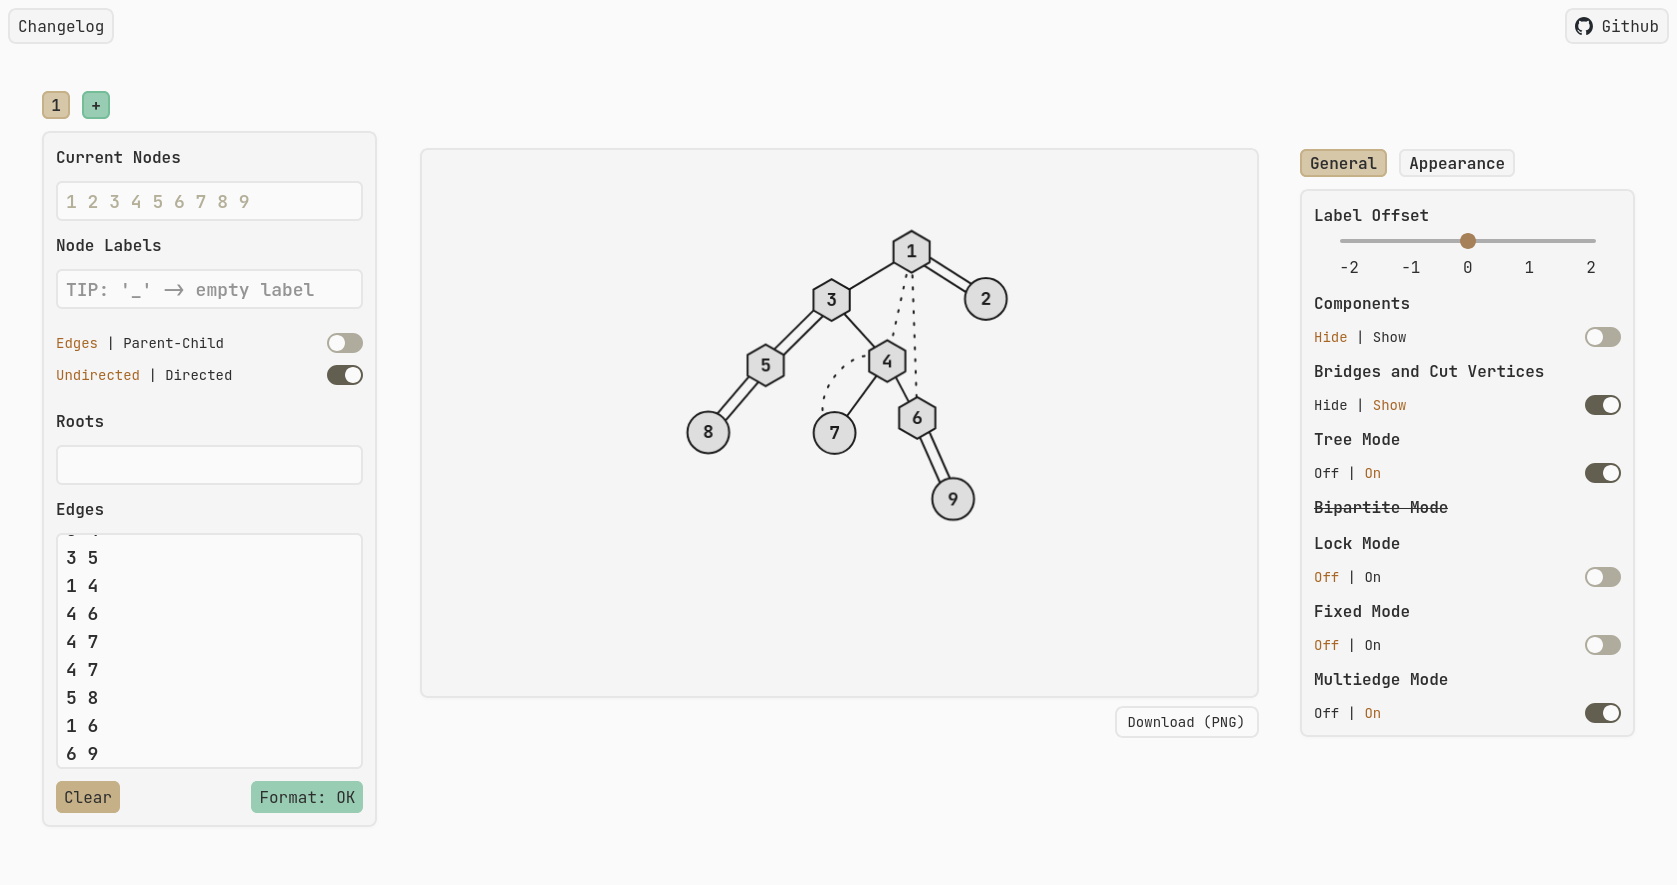 Changelog
Github
1 +
Current Nodes
1 2 3 4 5 6 7 8 9
Node Labels
TIP: '_' -> empty label
Edges | Parent-Child
Undirected | Directed
Roots
Edges
3 5
1 4
4 6
4 7
4 7
5 8
1 6
6 9
Clear
Format: OK
1
2
3
4
5
6
7
8
9
Download (PNG)
General
Appearance
Label Offset
-2 -1 0 1 2
Components
Hide | Show
Bridges and Cut Vertices
Hide | Show
Tree Mode
Off | On
Bipartite Mode
Lock Mode
Off | On
Fixed Mode
Off | On
Multiedge Mode
Off | On